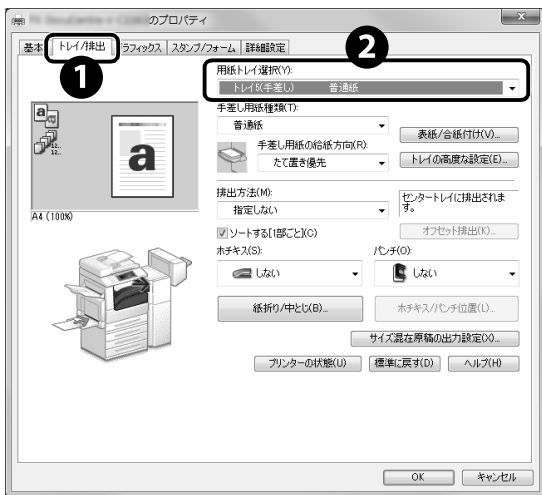 のプロパティ
基本 トレイ/排出 ラフィックス スタンプ/フォーム 詳細設定
1
2
用紙トレイ選択(Y):
トレイ5(手差し) 普通紙
手差し用紙種類(T):
普通紙
表紙/合紙付け(V)...
手差し用紙の給紙方向(R):
たて置き優先
トレイの高度な設定(E)...
a
a
12..
12..
A4 (100%)
排出方法(M):
指定しない
センタートレイに排出されま
す。
ソートする[1部ごと](C)
オフセット排出(K)...
ホチキス(S):
しない
パンチ(O):
しない
紙折り/中とじ(B)...
ホチキス/パンチ位置(L)...
サイズ混在原稿の出力設定(X)...
プリンターの状態(U)
標準に戻す(D)
ヘルプ(H)
OK
キャンセル